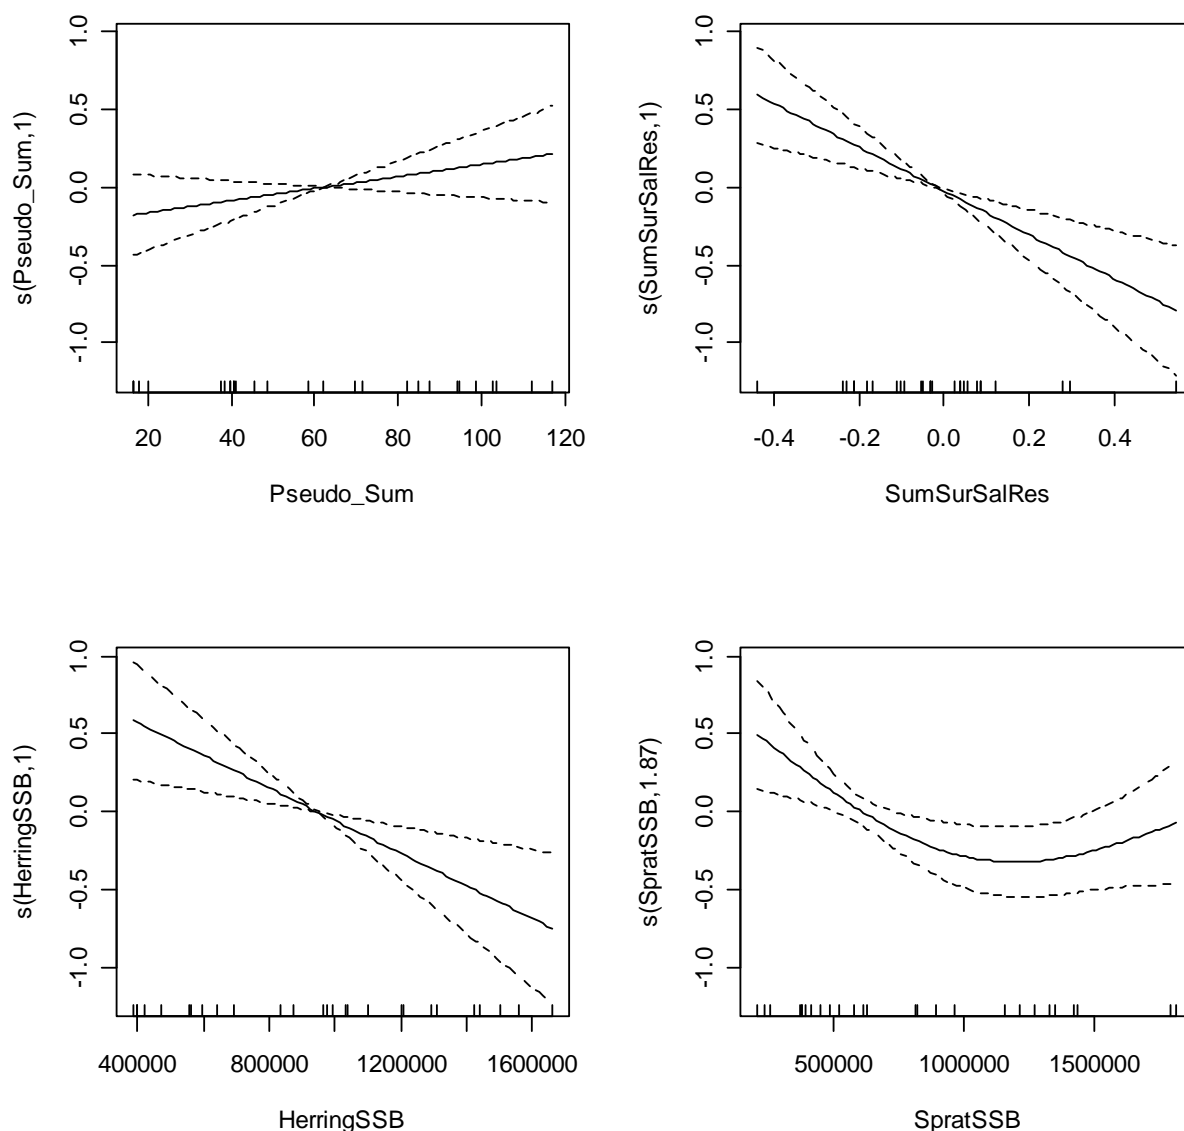 1.0
0.5
0.0
-0.5
-1.0
s(Pseudo_Sum,1)
20 40 60 80 100 120
Pseudo_Sum
1.0
0.5
0.0
-0.5
-1.0
s(SumSurSalRes,1)
-0.4 -0.2 0.0 0.2 0.4
SumSurSalRes
1.0
0.5
0.0
-0.5
-1.0
s(HerringSSB,1)
400000 800000 1200000 1600000
HerringSSB
1.0
0.5
0.0
-0.5
-1.0
s(SpratSSB,1.87)
500000 1000000 1500000
SpratSSB